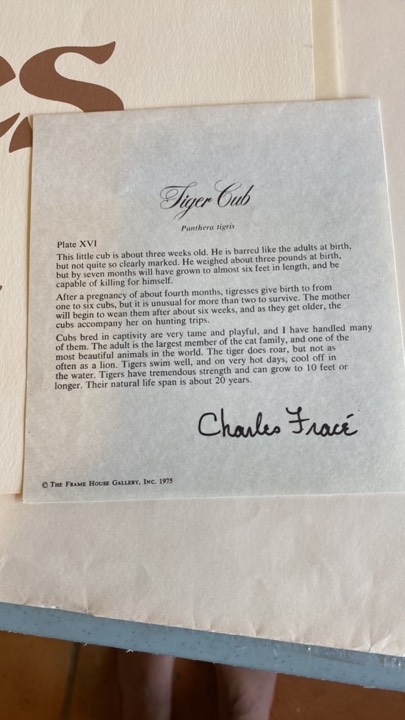 es
Tiger Cub
Panthera tigris
Plate XVI
This little cub is about three weeks old. He is barred like the adults at birth,
but not quite so clearly marked. He weighed about three pounds at birth,
but by seven months will have grown to almost six feet in length, and be
capable of killing for himself.
After a pregnancy of about fourth months, tigresses give birth to from
one to six cubs, but it is unusual for more than two to survive. The mother
will begin to wean them after about six weeks, and as they get older, the
cubs accompany her on hunting trips.
Cubs bred in captivity are very tame and playful, and I have handled many
of them. The adult is the largest member of the cat family, and one of the
most beautiful animals in the world. The tiger does roar, but not as
often as a lion. Tigers swim well, and on very hot days, cool off in
the water. Tigers have tremendous strength and can grow to 10 feet or
longer. Their natural life span is about 20 years.
Charles Fracé
© The Frame House Gallery, Inc. 1975